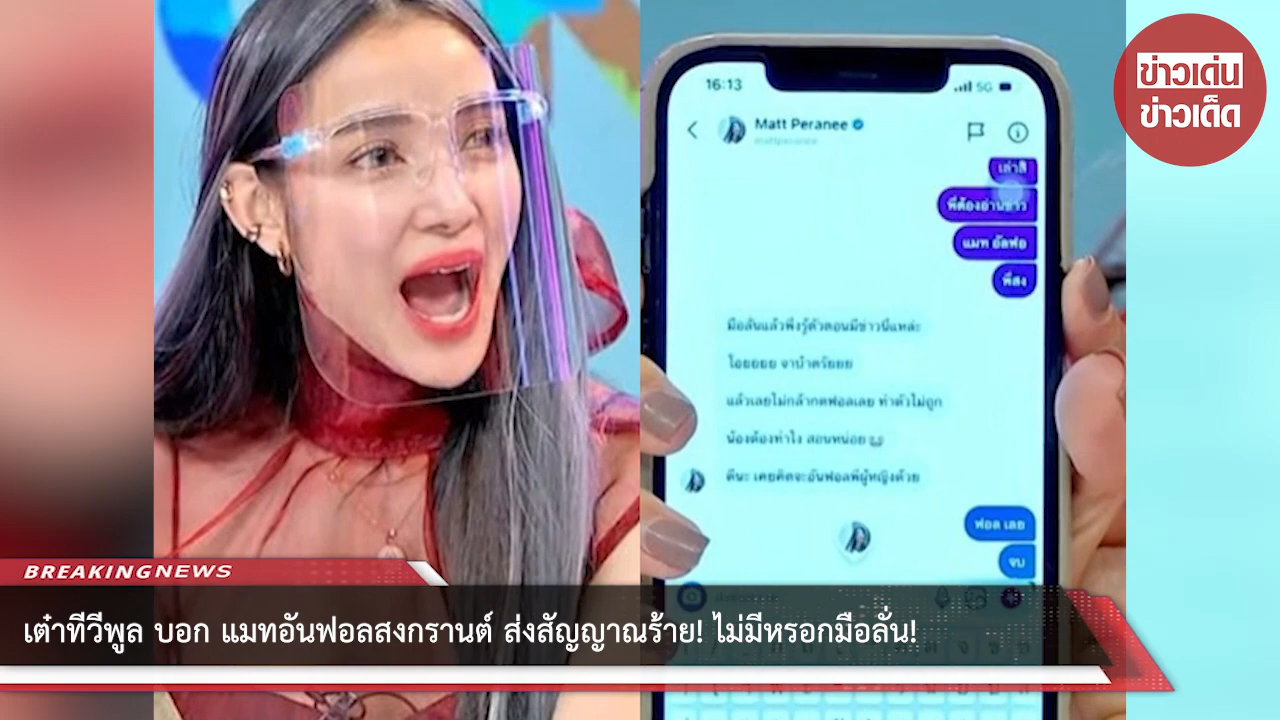 ข่าวเด่น
ข่าวเด็ด
16:13
5G
Matt Peranee
mattperanee
เล่าสิ
พี่ต้องอ่านข่าว
แมท อัลฟอ
พี่สง
มือลั่นแล้วพึ่งรู้ตัวตอนมีข่าวนี่แหล่ะ
โอยยยย จาบ้าตรัยยย
แล้วเลยไม่กล้ากดฟอลเลย ทำตัวไม่ถูก
น้องต้องทำไง สอนหน่อย
ดีนะ เคยคิดจะอันฟอลพี่ผู้หญิงด้วย
ฟอล เลย
จบ
BREAKINGNEWS
เต๋าทีวีพูล บอก แมทอันฟอลสงกรานต์ ส่งสัญญาณร้าย! ไม่มีหรอกมือลั่น!